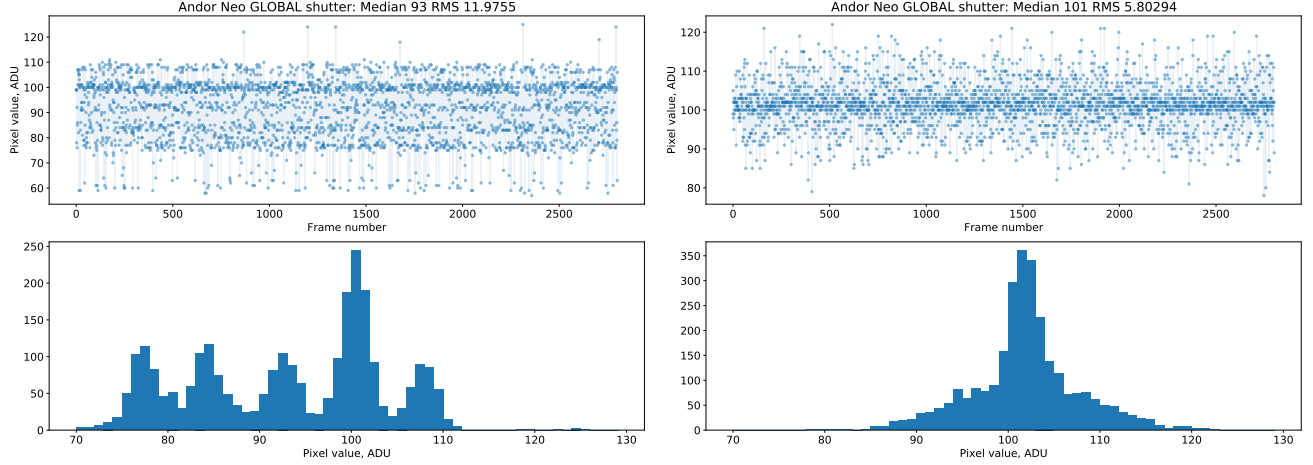 Andor Neo GLOBAL shutter: Median 93 RMS 11.9755
120
110
100
90
80
70
60
Pixel value, ADU
0 500 1000 1500 2000 2500
Frame number
Andor Neo GLOBAL shutter: Median 101 RMS 5.80294
120
110
100
90
80
Pixel value, ADU
0 500 1000 1500 2000 2500
Frame number
250
200
150
100
50
0
70 80 90 100 110 120 130
Pixel value, ADU
350
300
250
200
150
100
50
0
70 80 90 100 110 120 130
Pixel value, ADU